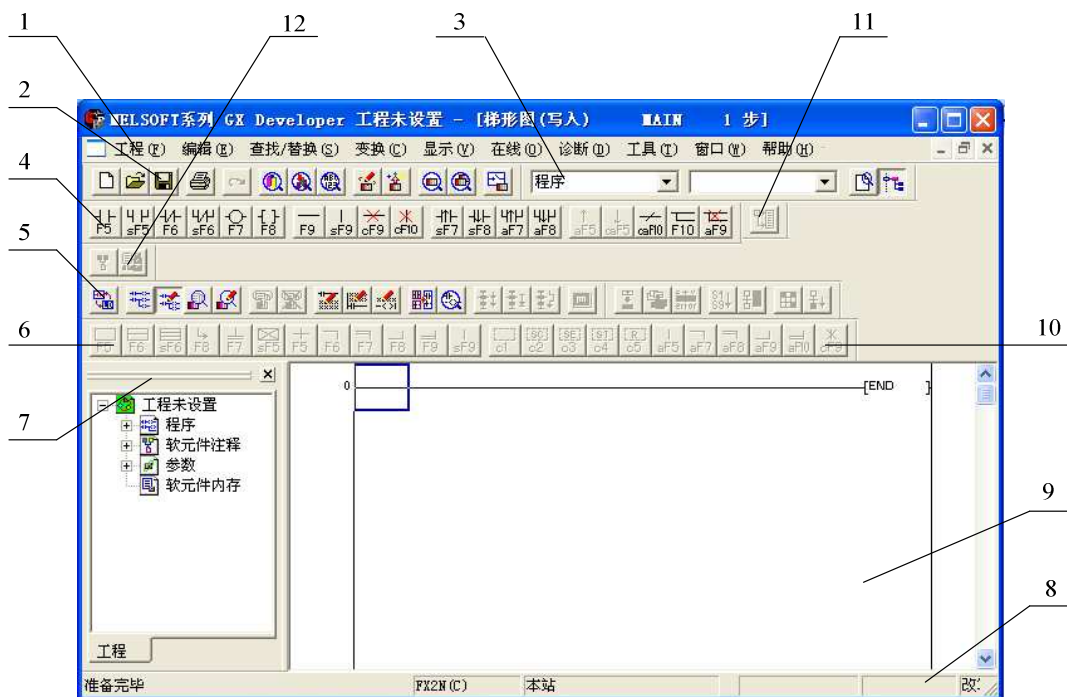 1
12
3
11
2
MELSOFT系列 GX Developer 工程未设置 - [梯形图(写入) MAIN 1 步]
工程(F) 编辑(E) 查找/替换(S) 变换(C) 显示(V) 在线(O) 诊断(D) 工具(T) 窗口(W) 帮助(H)
程序
4
F5 sF5 F6 sF6 F7 F8 F9 sF9 cF9 cF10 sF7 sF8 aF7 aF8 aF5 caF5 caF10 F10 aF9
5
6
F5 F6 sF6 F8 F7 sF5 F5 F6 F7 F8 F9 sF9 c1 c2 c3 c4 c5 aF5 aF7 aF8 aF9 aF10 cF9
10
7
0
[END ]
工程未设置
程序
软元件注释
参数
软元件内存
9
8
工程
准备完毕 FX2N(C) 本站 改